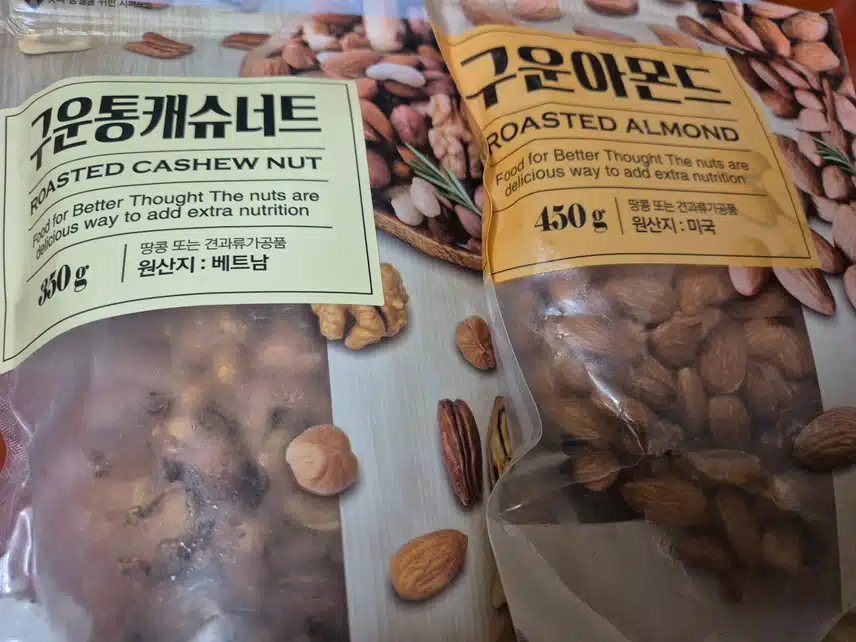 구운통캐슈너트
ROASTED CASHEW NUT
Food for Better Thought The nuts are
delicious way to add extra nutrition
350 g
땅콩 또는 견과류가공품
원산지 : 베트남
구운아몬드
ROASTED ALMOND
Food for Better Thought The nuts are
delicious way to add extra nutrition
450 g
땅콩 또는 견과류가공품
원산지 : 미국